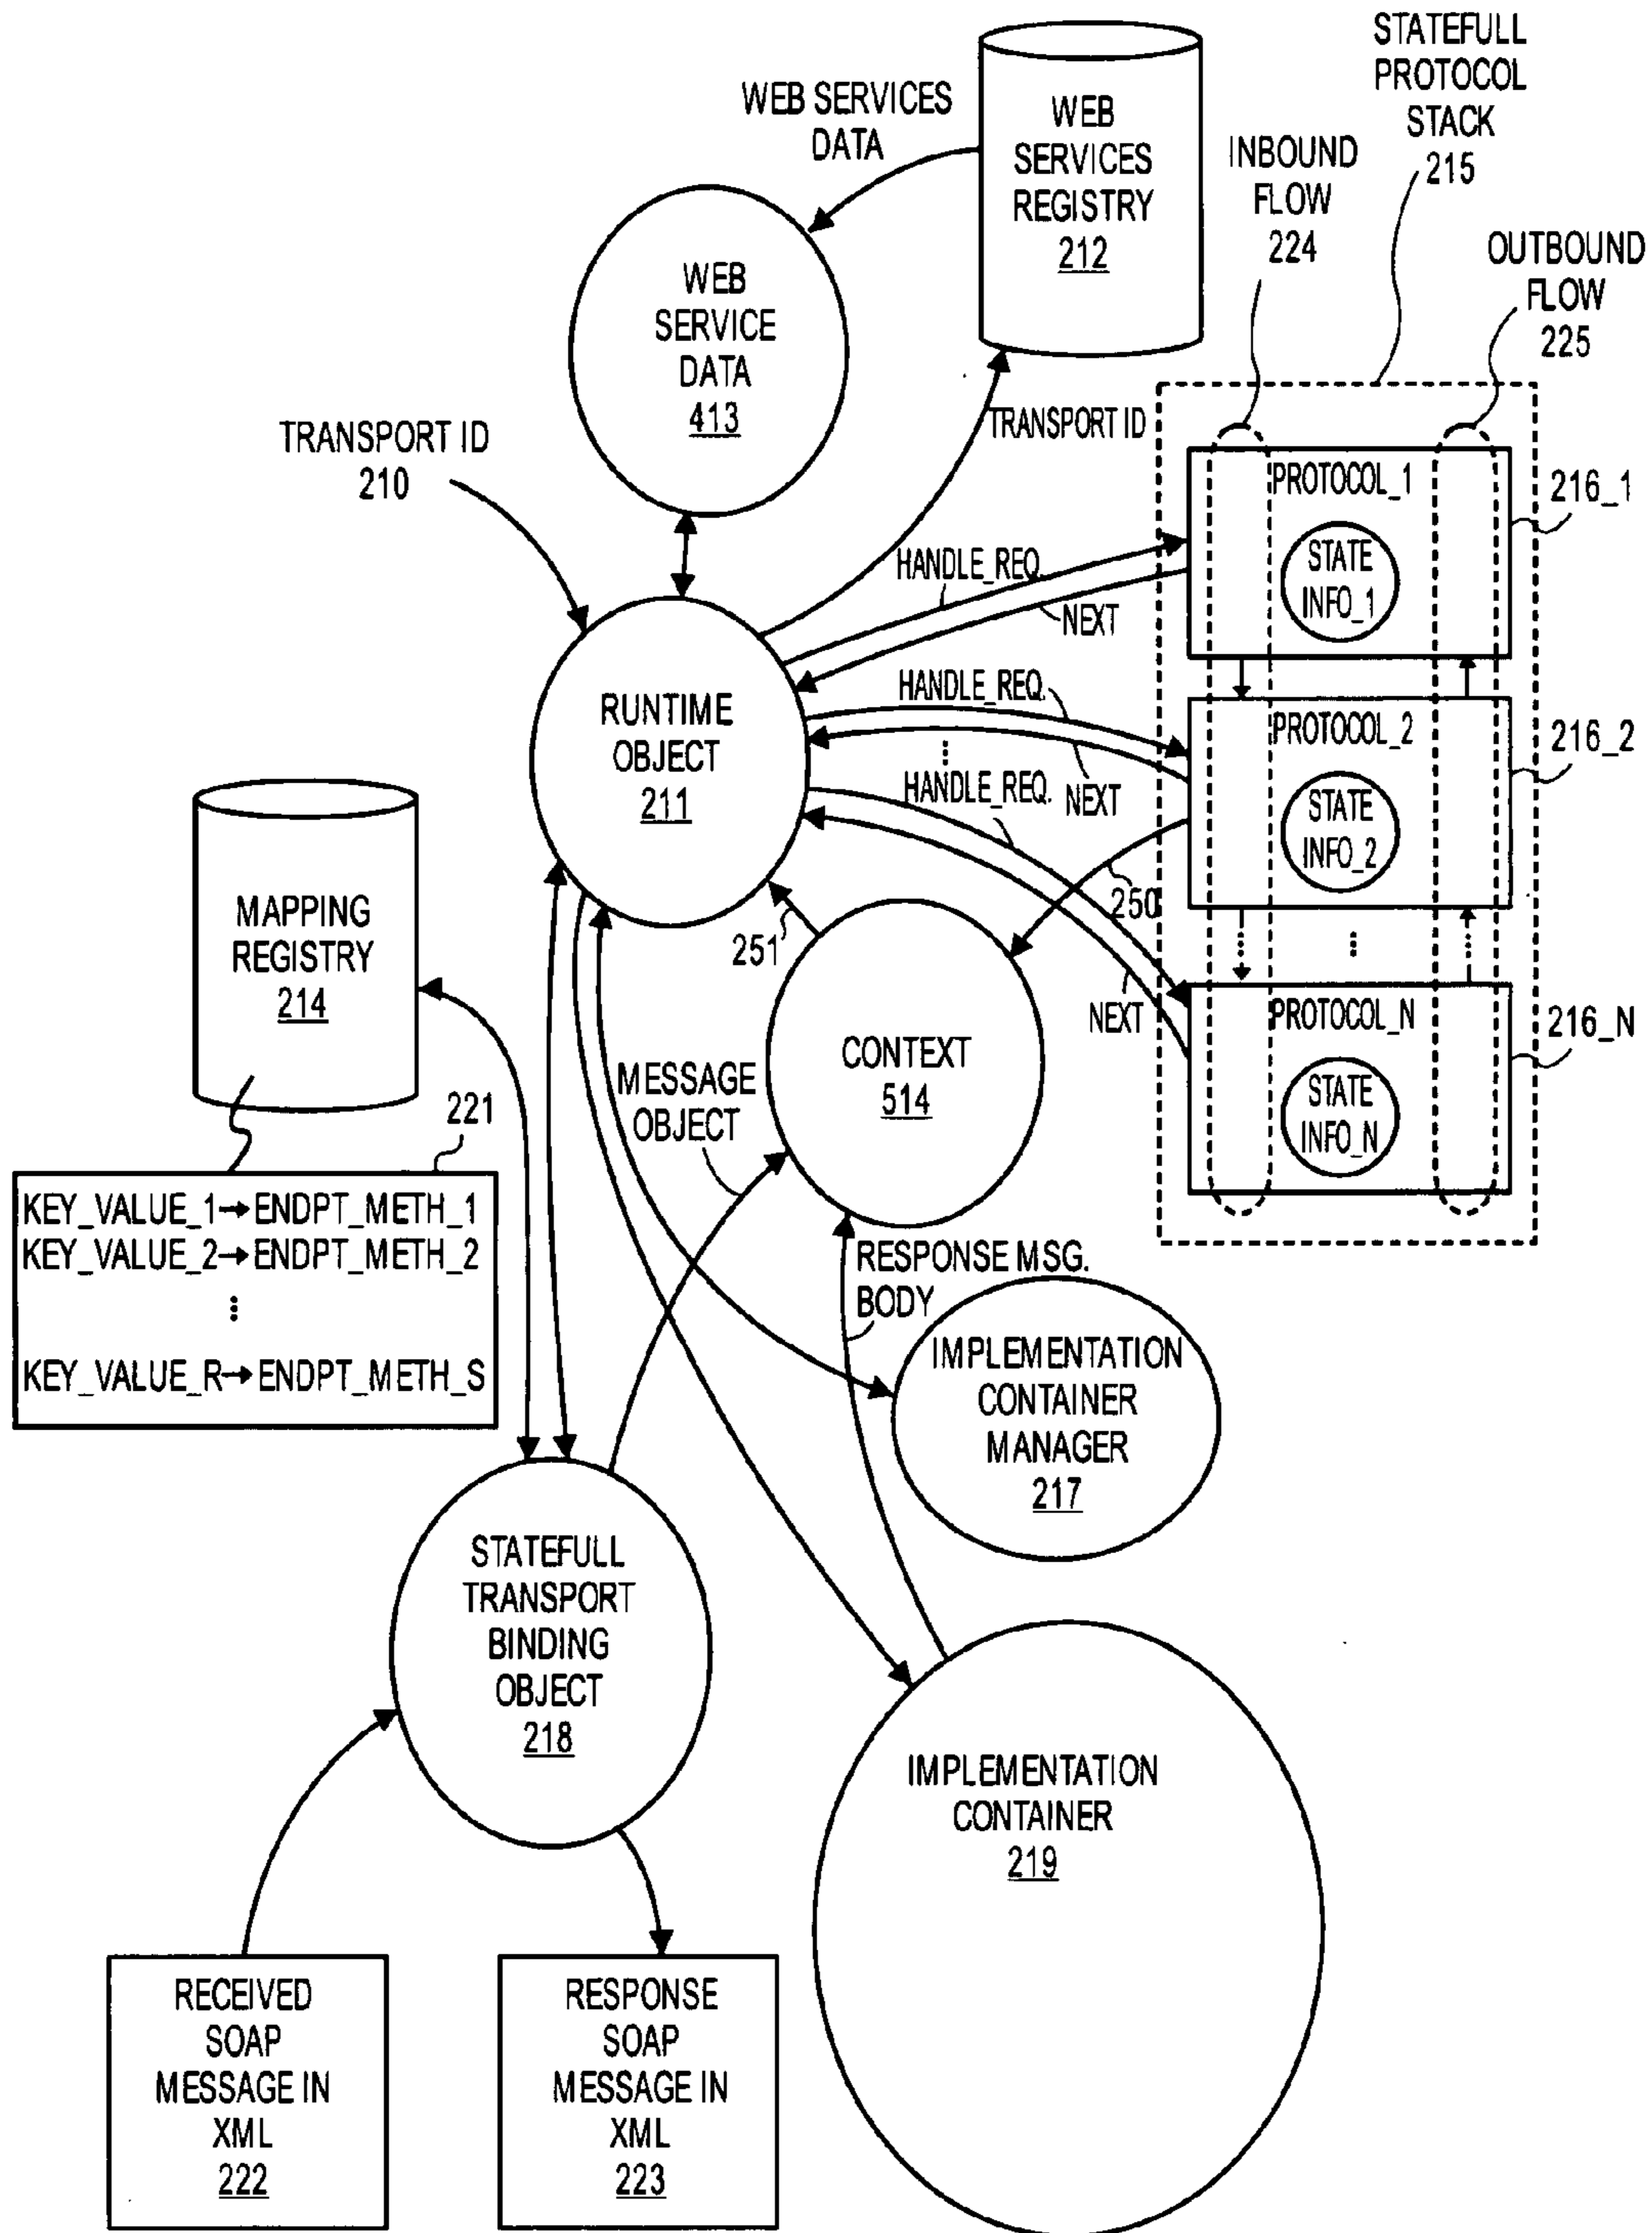 STATEFULL
PROTOCOL
STACK
215
WEB SERVICES
DATA
WEB
SERVICES
REGISTRY
212
INBOUND
FLOW
224
OUTBOUND
FLOW
225
WEB
SERVICE
DATA
413
TRANSPORT ID
210
TRANSPORT ID
PROTOCOL_1
216_1
STATE
INFO_1
HANDLE_REQ.
NEXT
RUNTIME
OBJECT
211
HANDLE_REQ.
NEXT
PROTOCOL_2
216_2
STATE
INFO_2
HANDLE_REQ.
250
251
NEXT
PROTOCOL_N
216_N
STATE
INFO_N
MAPPING
REGISTRY
214
CONTEXT
514
MESSAGE
OBJECT
221
KEY_VALUE_1→ENDPT_METH_1
KEY_VALUE_2→ENDPT_METH_2
⋮
KEY_VALUE_R→ENDPT_METH_S
RESPONSE MSG.
BODY
IMPLEMENTATION
CONTAINER
MANAGER
217
STATEFULL
TRANSPORT
BINDING
OBJECT
218
IMPLEMENTATION
CONTAINER
219
RECEIVED
SOAP
MESSAGE IN
XML
222
RESPONSE
SOAP
MESSAGE IN
XML
223